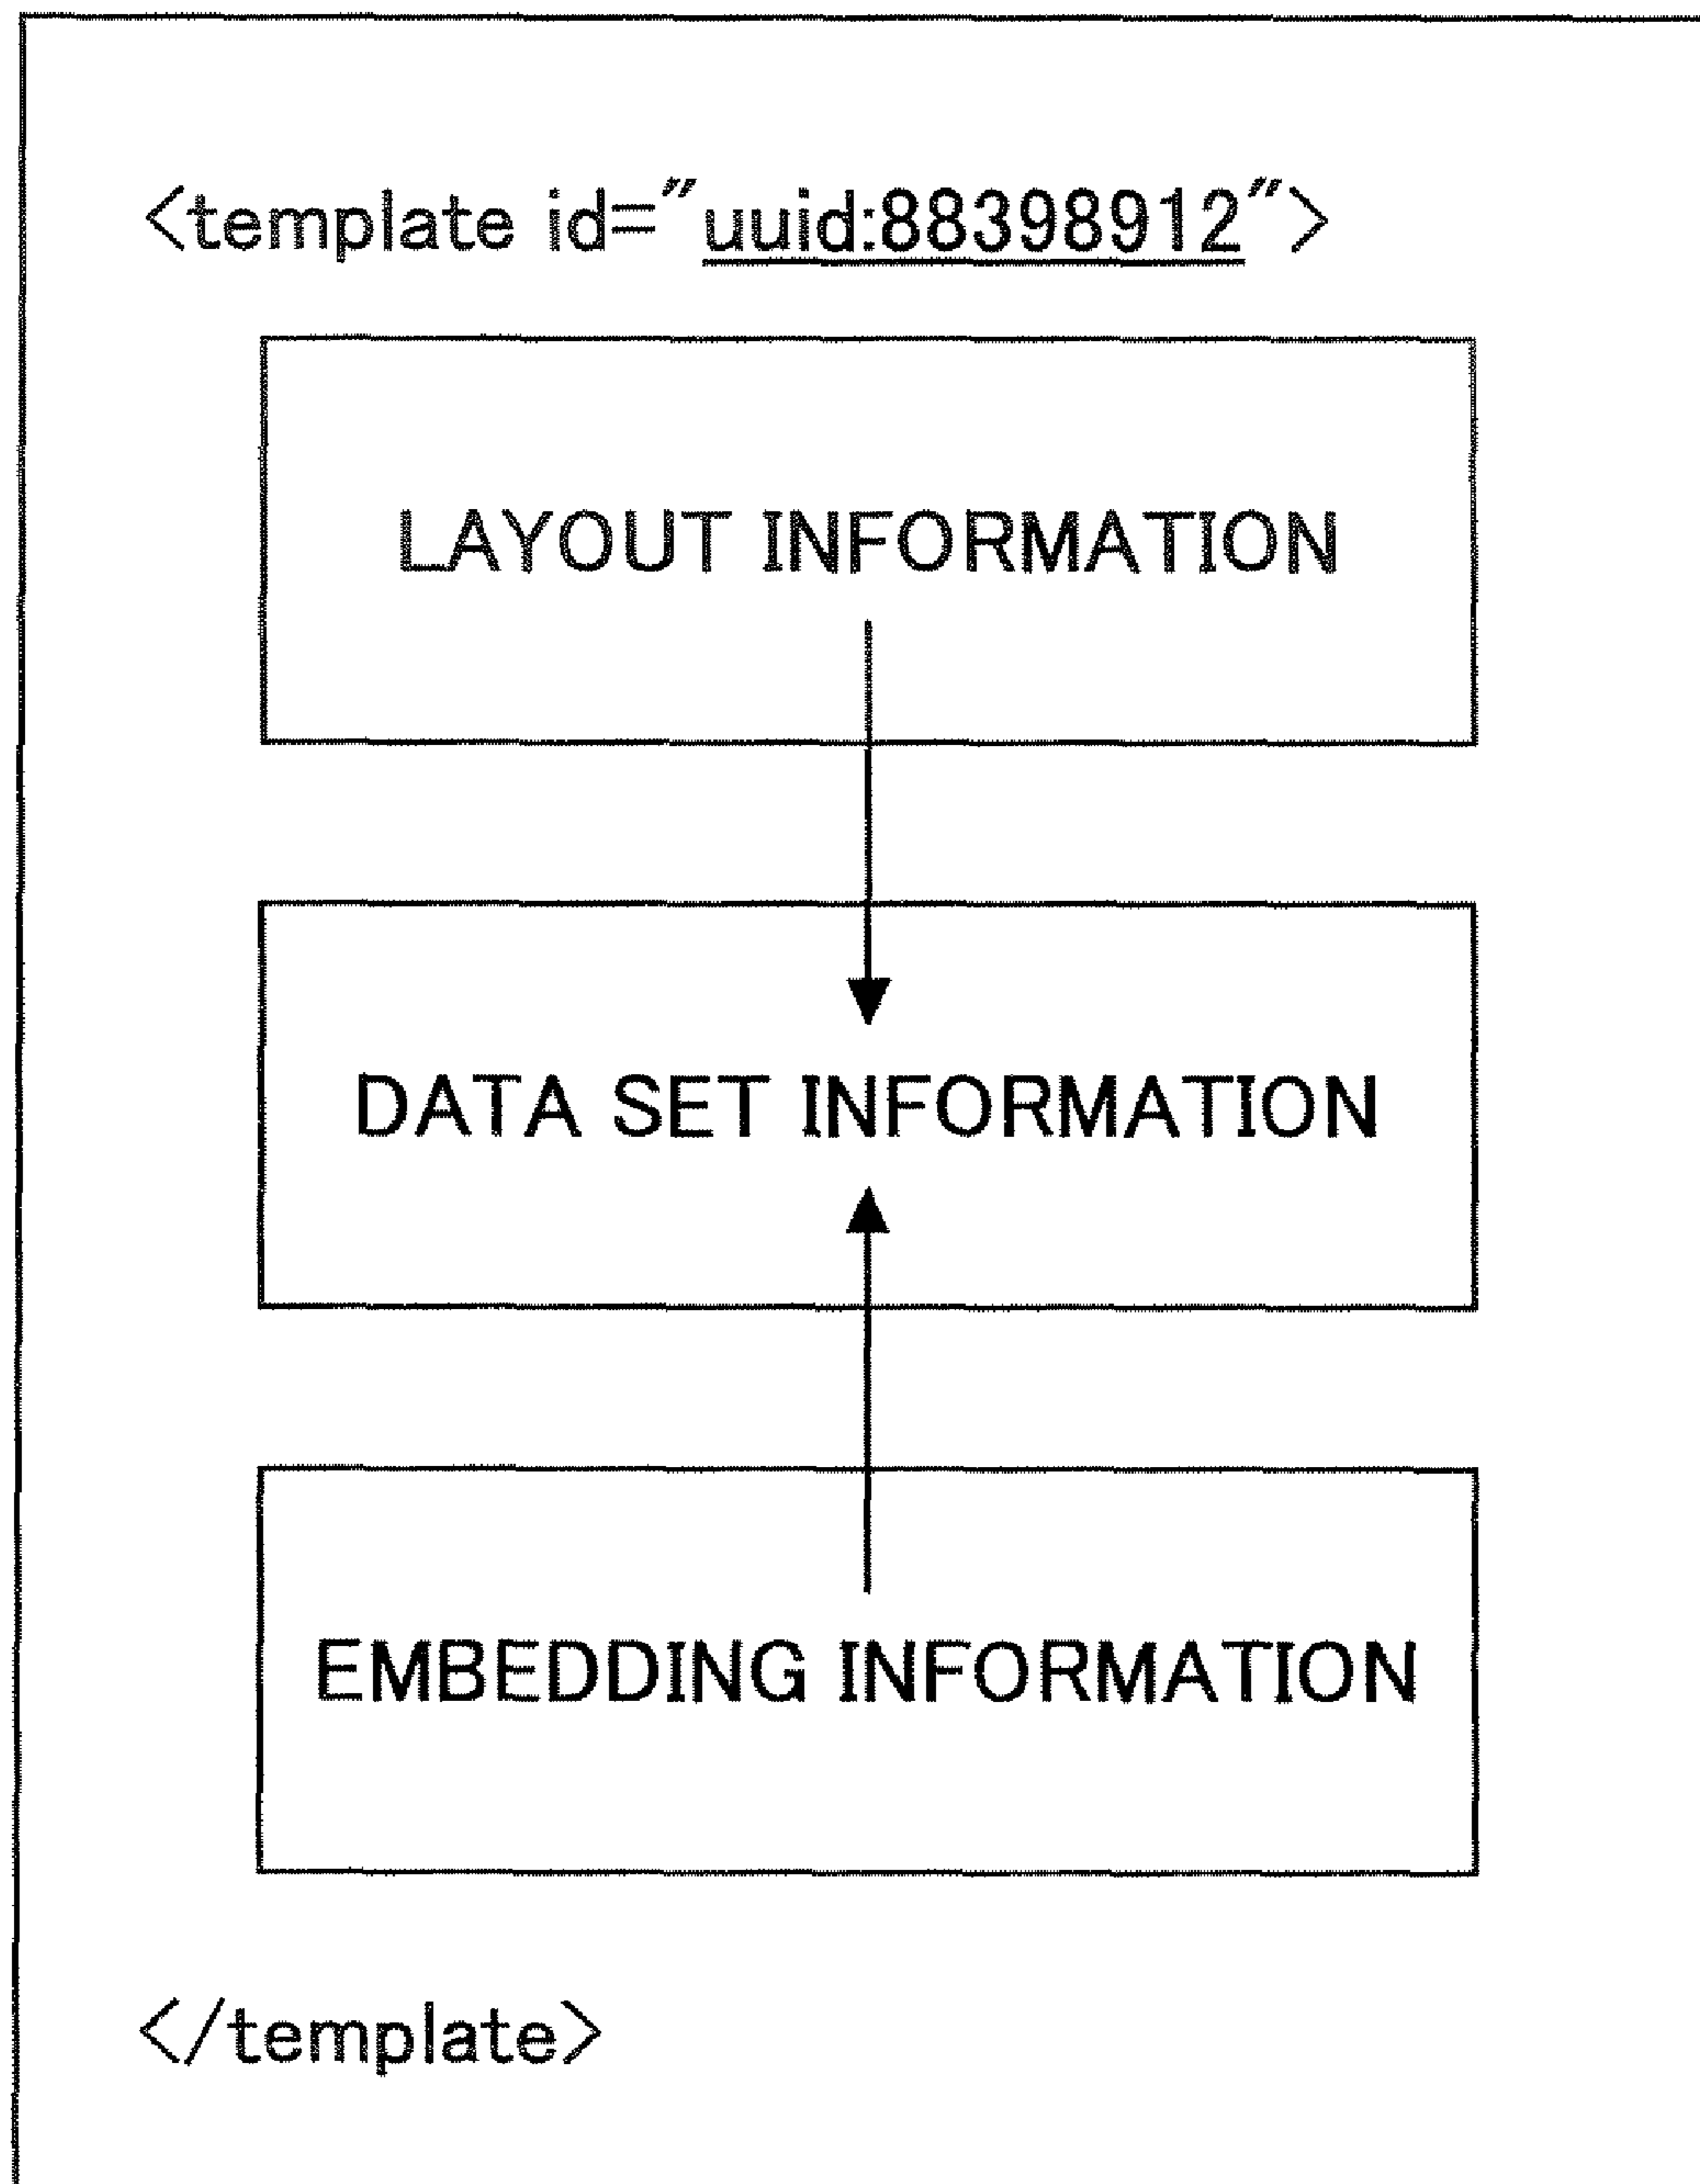 <template id="uuid:88398912">
LAYOUT INFORMATION
DATA SET INFORMATION
EMBEDDING INFORMATION
</template>